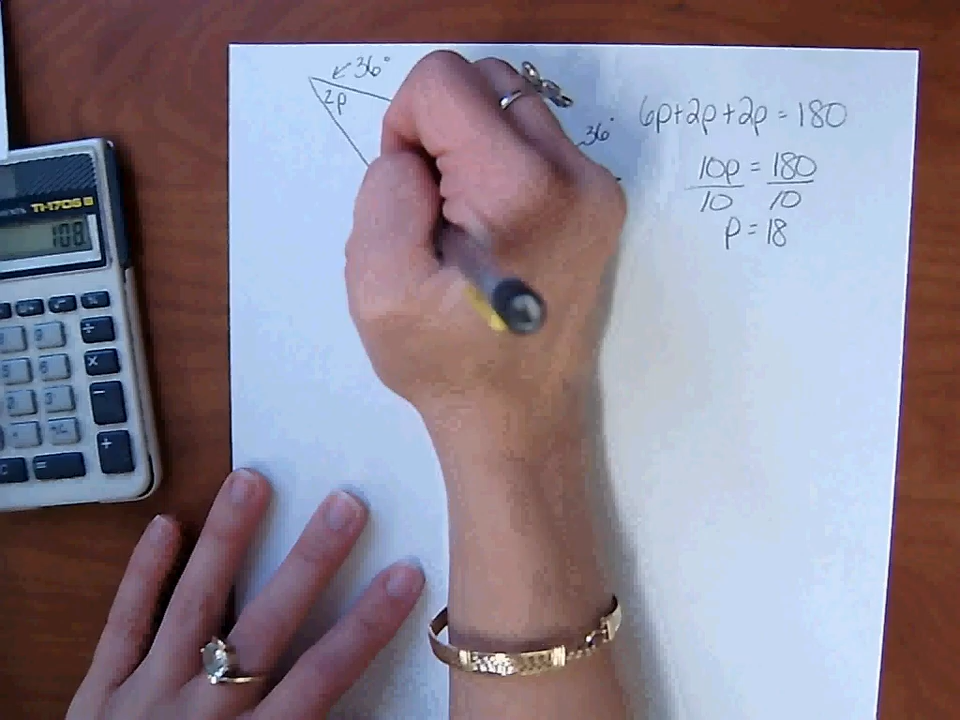 36°
2p
36°
6p+2p+2p = 180
10p = 180
10 10
p = 18
TI-1706
108.